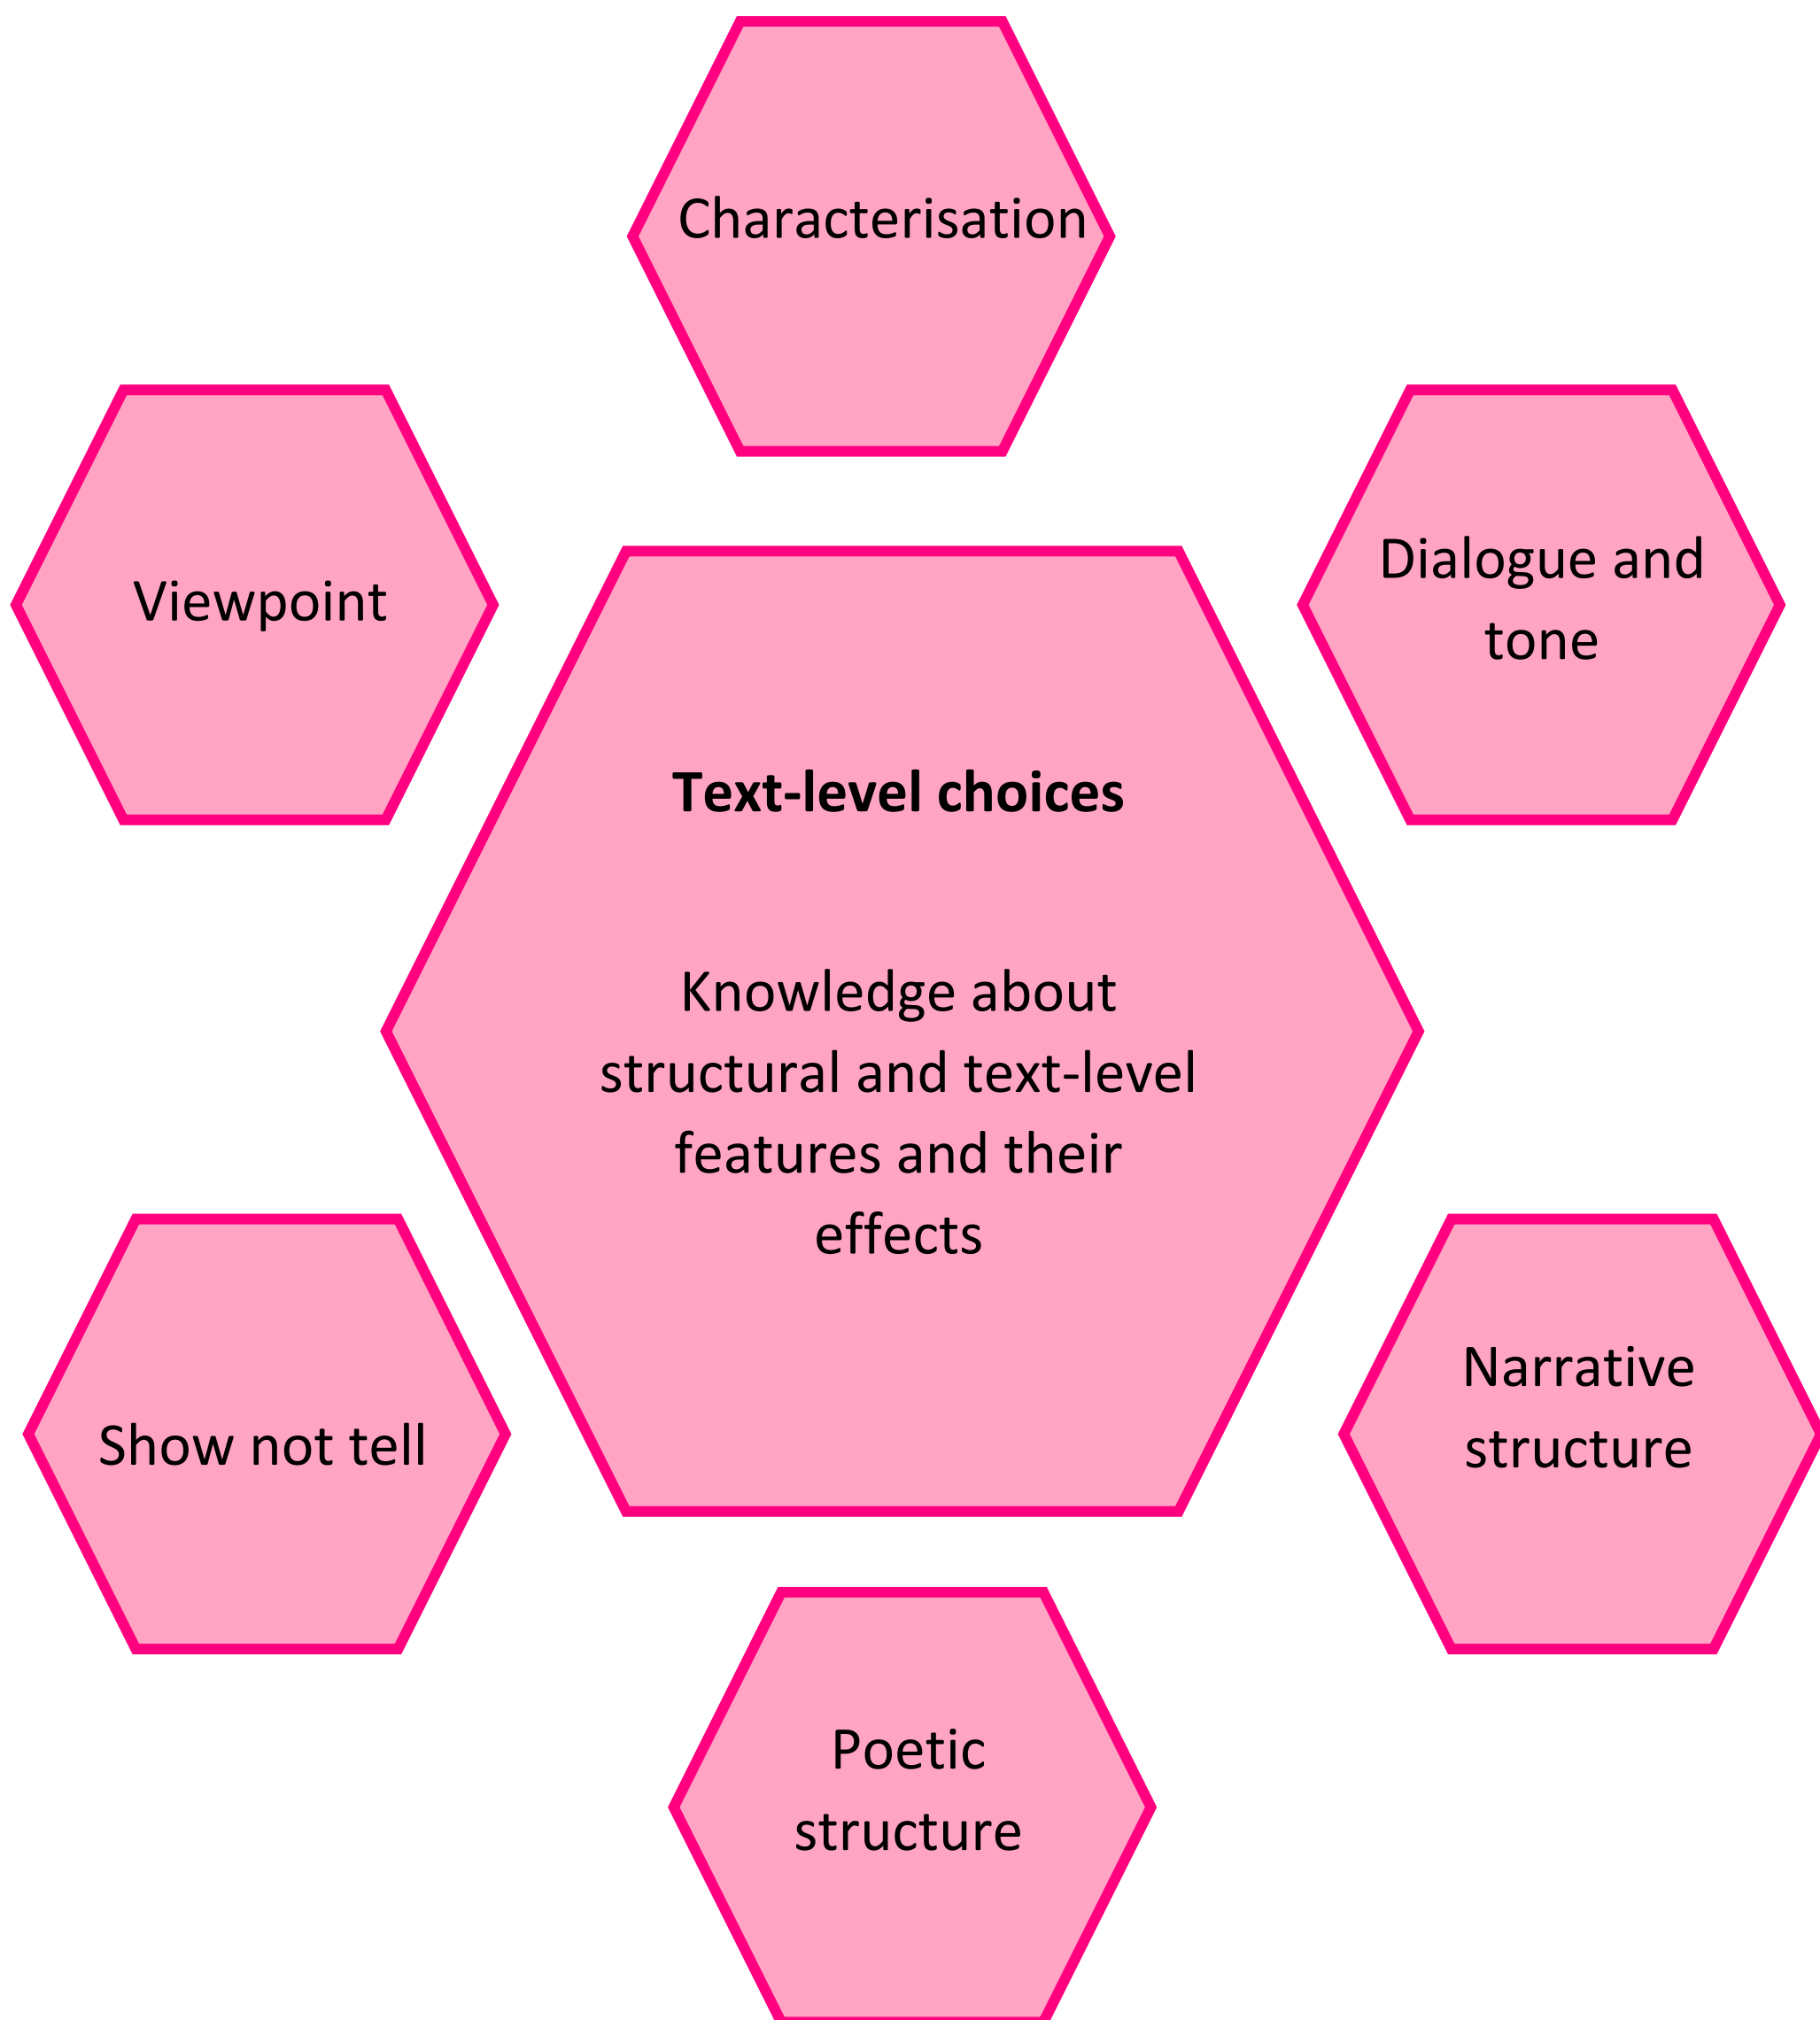 Characterisation
Viewpoint
Dialogue and
tone
Text-level choices
Knowledge about
structural and text-level
features and their
effects
Show not tell
Narrative
structure
Poetic
structure